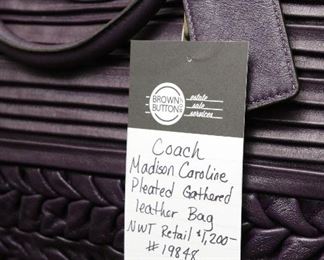 BROWN
BUTTON
estate
sale
services
Coach
Madison Caroline
Pleated Gathered
leather Bag
NWT Retail $1,200-
#19848